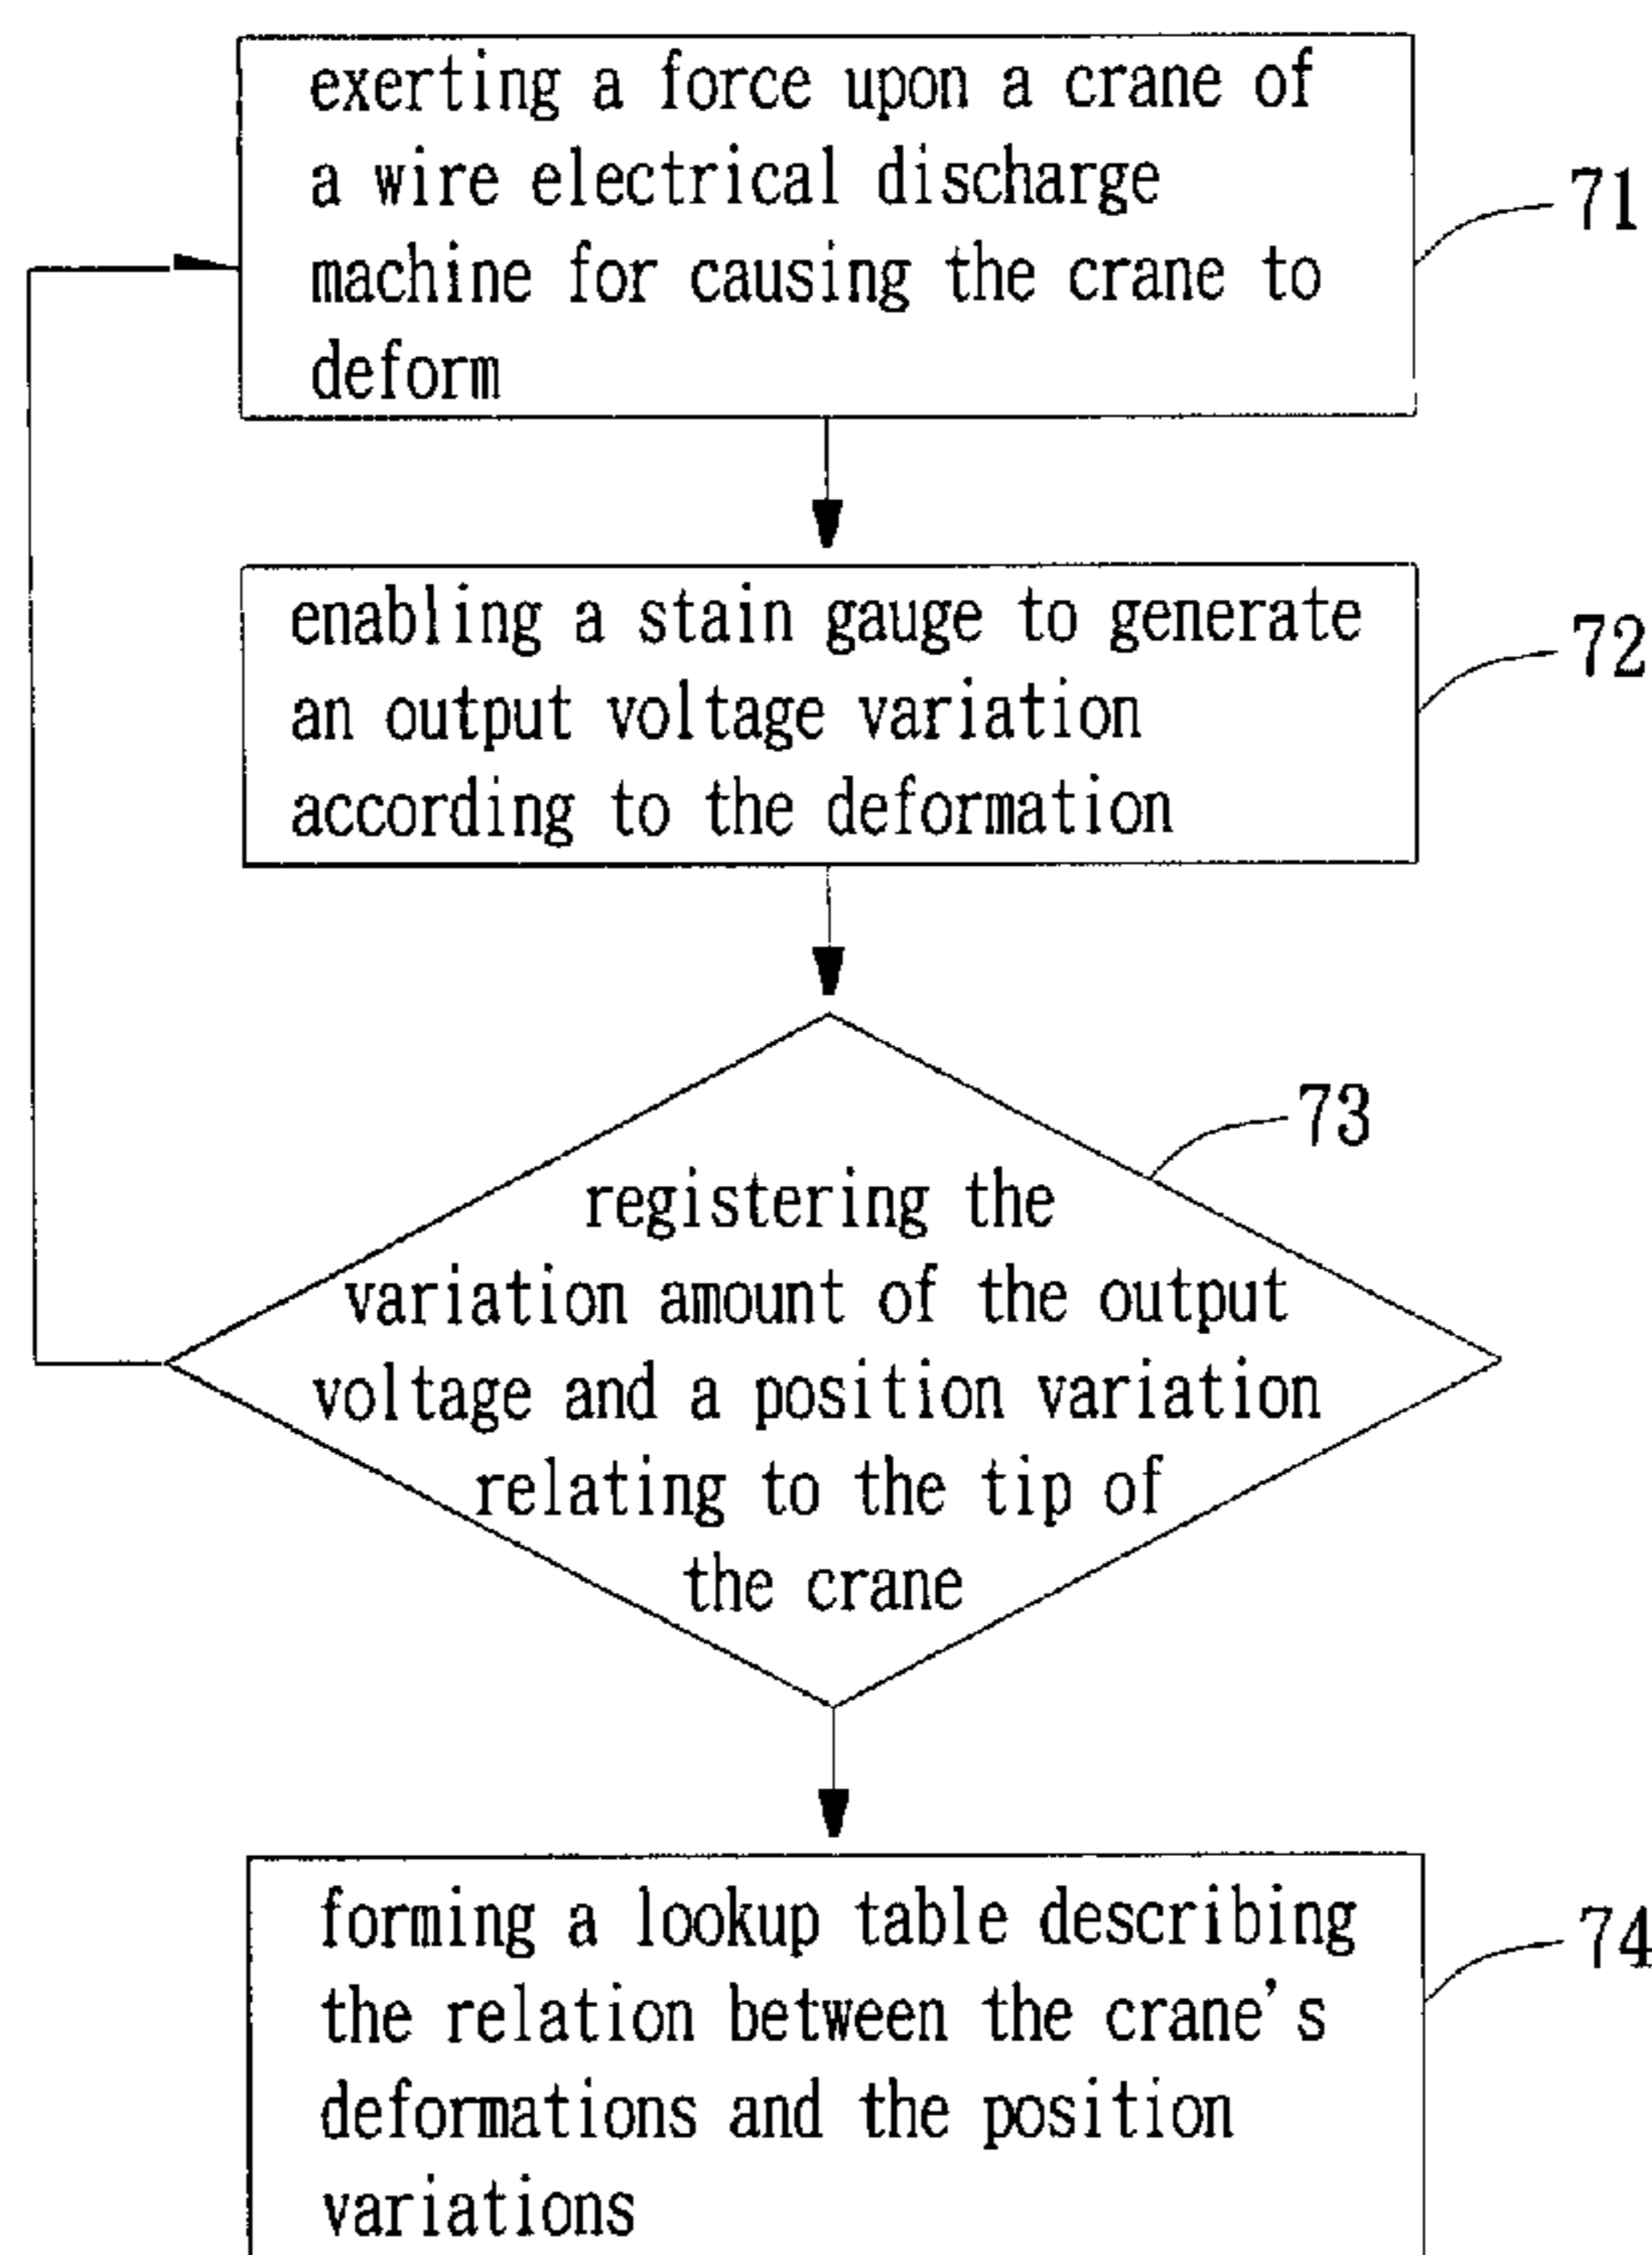 exerting a force upon a crane of
a wire electrical discharge
machine for causing the crane to
deform
71
enabling a stain gauge to generate
an output voltage variation
according to the deformation
72
73
registering the
variation amount of the output
voltage and a position variation
relating to the tip of
the crane
forming a lookup table describing
the relation between the crane's
deformations and the position
variations
74